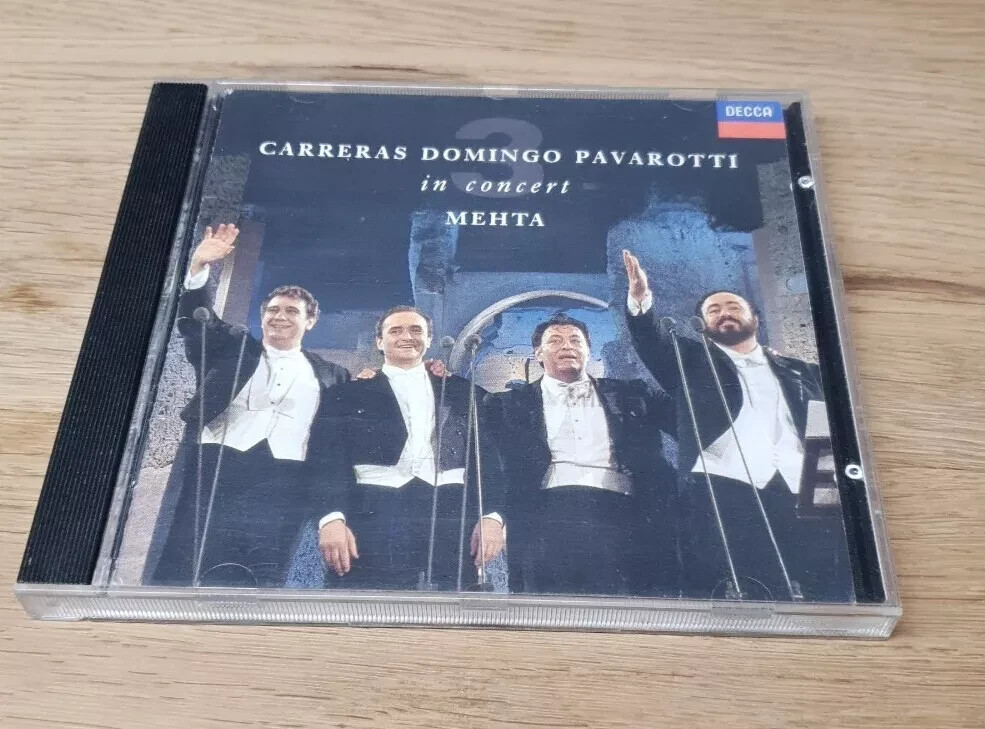 DECCA
3
CARRERAS DOMINGO PAVAROTTI
in concert
MEHTA